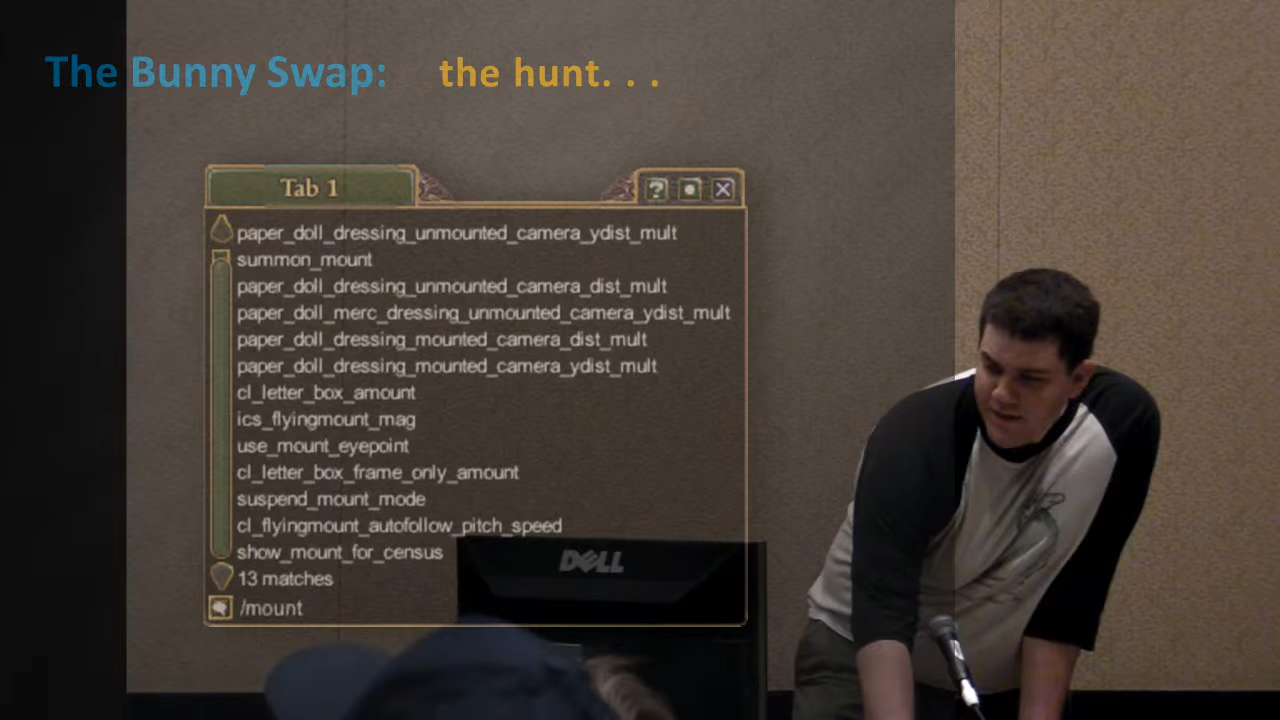 The Bunny Swap: the hunt. . .
Tab 1
paper_doll_dressing_unmounted_camera_ydist_mult
summon_mount
paper_doll_dressing_unmounted_camera_dist_mult
paper_doll_merc_dressing_unmounted_camera_ydist_mult
paper_doll_dressing_mounted_camera_dist_mult
paper_doll_dressing_mounted_camera_ydist_mult
cl_letter_box_amount
ics_flyingmount_mag
use_mount_eyepoint
cl_letter_box_frame_only_amount
suspend_mount_mode
cl_flyingmount_autofollow_pitch_speed
show_mount_for_census
13 matches
/mount
DELL